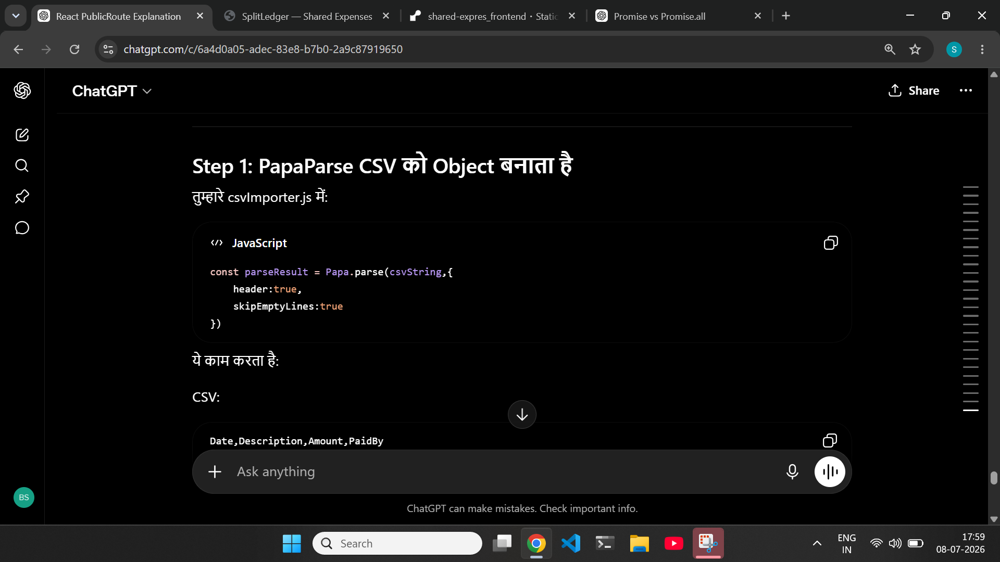 React PublicRoute Explanation
SplitLedger — Shared Expenses
shared-expres_frontend · Static
Promise vs Promise.all
chatgpt.com/c/6a4d0a05-adec-83e8-b7b0-2a9c87919650
S
ChatGPT
Share
Step 1: PapaParse CSV को Object बनाता है
तुम्हारे csvImporter.js में:
JavaScript
const parseResult = Papa.parse(csvString,{
header:true,
skipEmptyLines:true
})
ये काम करता है:
CSV:
Date,Description,Amount,PaidBy
Ask anything
BS
ChatGPT can make mistakes. Check important info.
Search
ENG
IN
17:59
08-07-2026